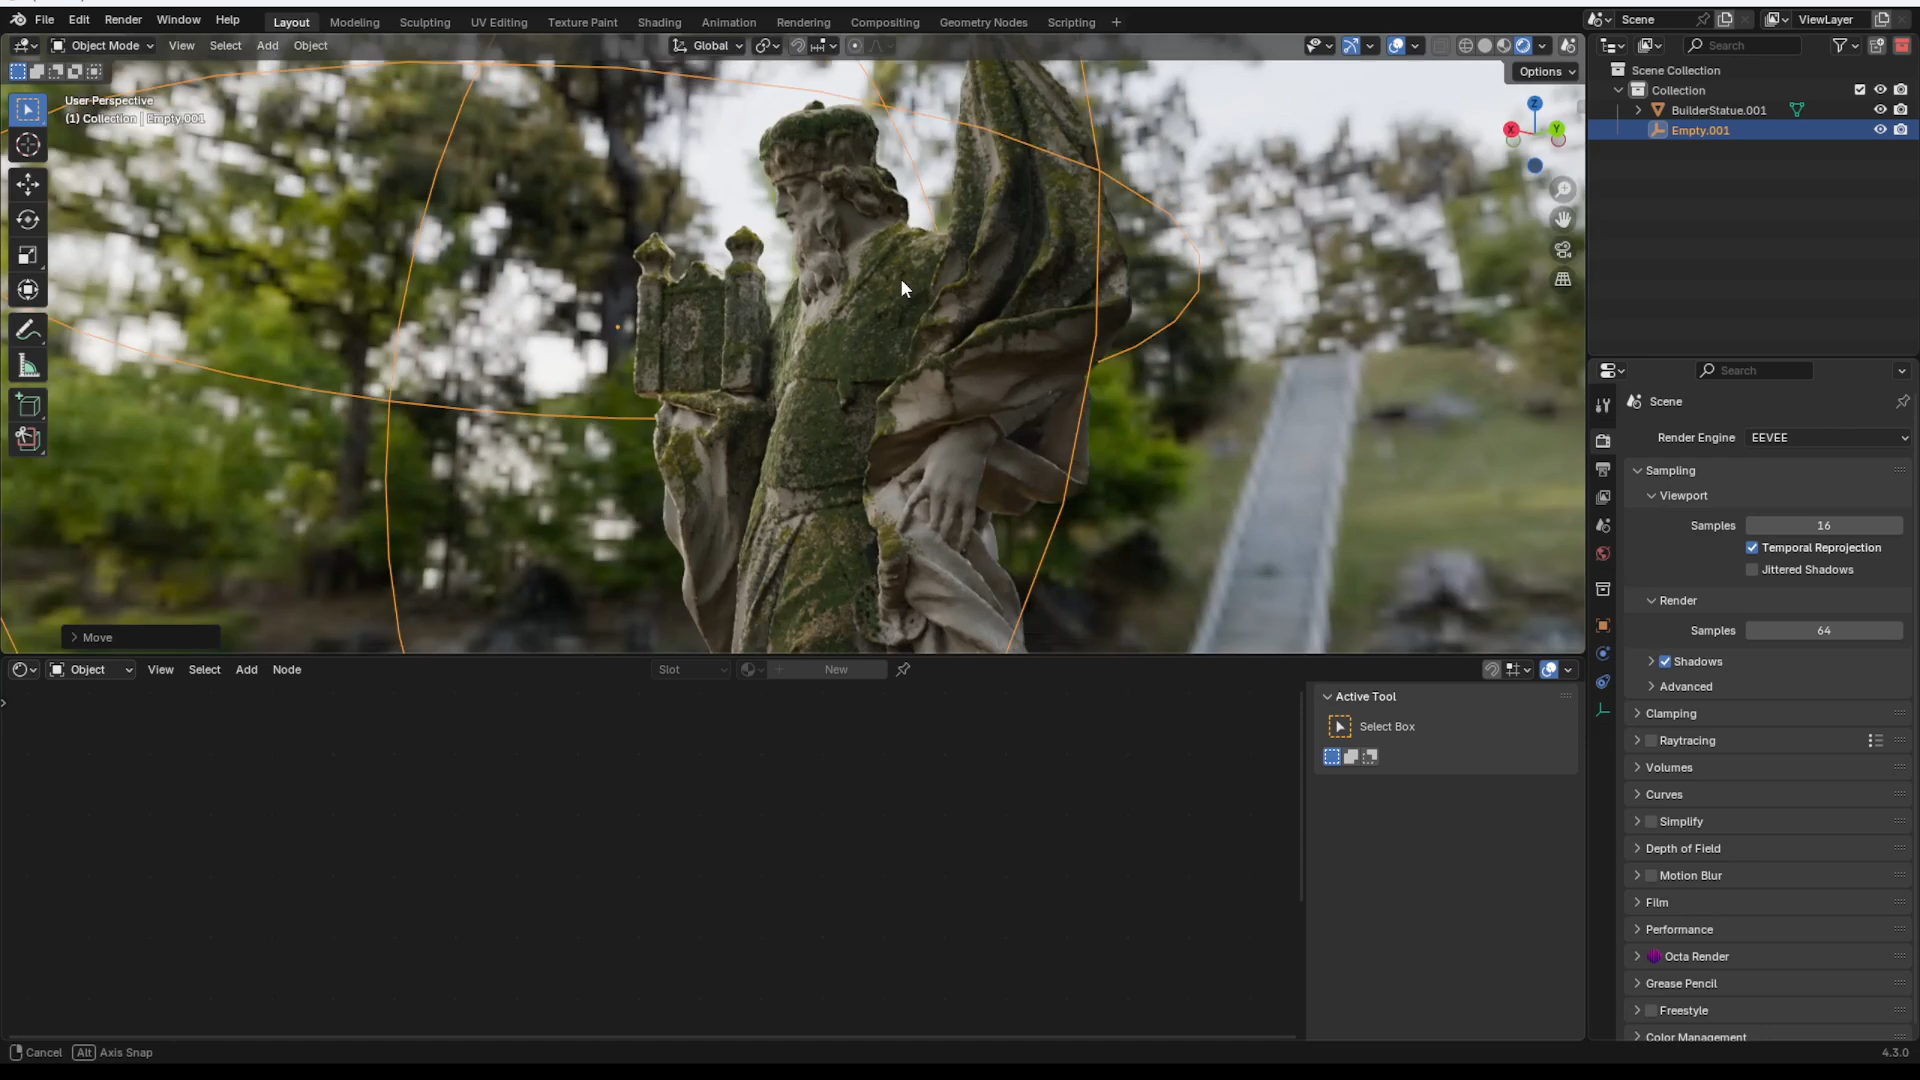 File Edit Render Window Help Layout Modeling Sculpting UV Editing Texture Paint Shading Animation Rendering Compositing Geometry Nodes Scripting + Scene ViewLayer
Object Mode View Select Add Object Global Search
Options
User Perspective
(1) Collection | Empty.001
Z
X
Y
Move
Object View Select Add Node Slot New
Active Tool
Select Box
Scene Collection
Collection
BuilderStatue.001
Empty.001
Search
Scene
Render Engine EEVEE
Sampling
Viewport
Samples 16
Temporal Reprojection
Jittered Shadows
Render
Samples 64
Shadows
Advanced
Clamping
Raytracing
Volumes
Curves
Simplify
Depth of Field
Motion Blur
Film
Performance
Octa Render
Grease Pencil
Freestyle
Color Management
Cancel Alt Axis Snap 4.3.0